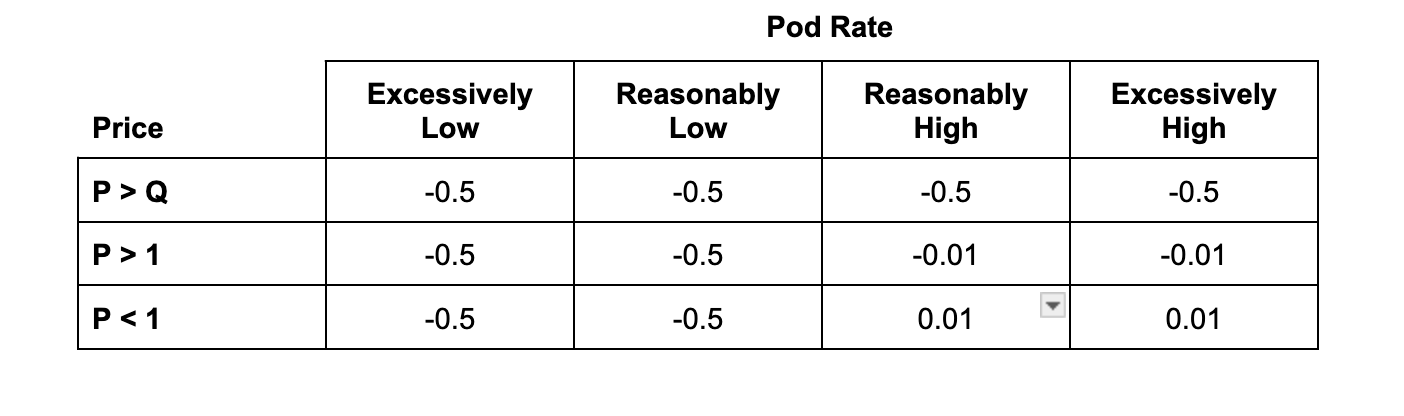 Pod Rate
Price Excessively Low Reasonably Low Reasonably High Excessively High
P > Q -0.5 -0.5 -0.5 -0.5
P > 1 -0.5 -0.5 -0.01 -0.01
P < 1 -0.5 -0.5 0.01 0.01